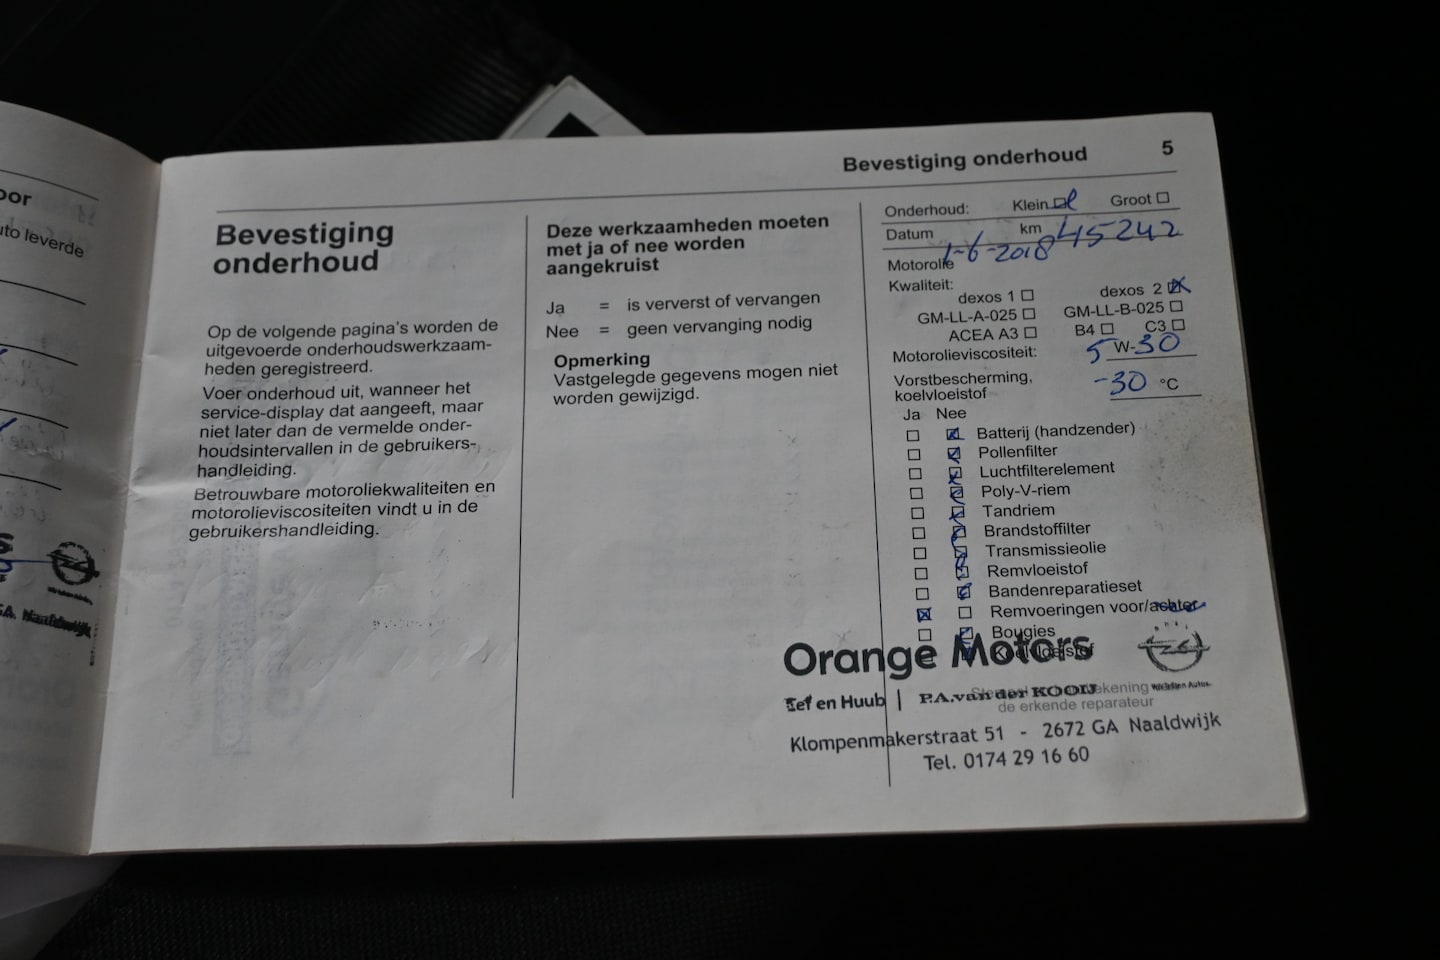 oor
uto leverde
GA. Naaldwijk
Bevestiging onderhoud 5
Bevestiging
onderhoud
Op de volgende pagina's worden de
uitgevoerde onderhoudswerkzaam-
heden geregistreerd.
Voer onderhoud uit, wanneer het
service-display dat aangeeft, maar
niet later dan de vermelde onder-
houdsintervallen in de gebruikers-
handleiding.
Betrouwbare motoroliekwaliteiten en
motorolieviscositeiten vindt u in de
gebruikershandleiding.
Deze werkzaamheden moeten
met ja of nee worden
aangekruist
Ja = is ververst of vervangen
Nee = geen vervanging nodig
Opmerking
Vastgelegde gegevens mogen niet
worden gewijzigd.
Onderhoud: Klein Groot
Datum 1-6-2018 km 45242
Motorolie
Kwaliteit:
dexos 1 dexos 2
GM-LL-A-025 GM-LL-B-025
ACEA A3 B4 C3
Motorolieviscositeit: 5 W-30
Vorstbescherming,
koelvloeistof -30 °C
Ja Nee
Batterij (handzender)
Pollenfilter
Luchtfilterelement
Poly-V-riem
Tandriem
Brandstoffilter
Transmissieolie
Remvloeistof
Bandenreparatieset
Remvoeringen voor/achter
Bougies
Koelvloeistof
Orange Motors
Eef en Huub | P.A. van der KOOIJ
de erkende reparateur
Klompenmakerstraat 51 - 2672 GA Naaldwijk
Tel. 0174 29 16 60